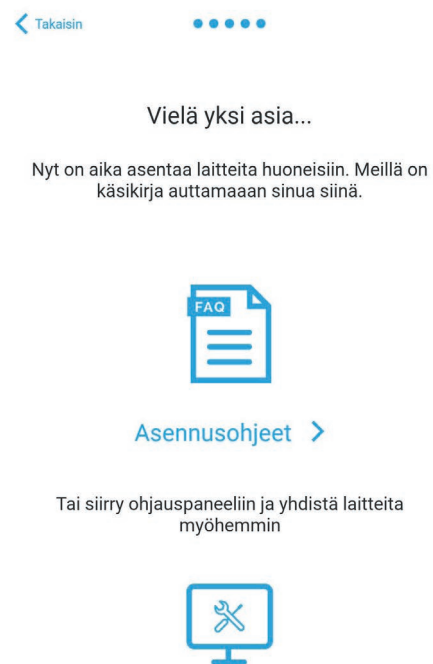 Takaisin
Vielä yksi asia...
Nyt on aika asentaa laitteita huoneisiin. Meillä on
käsikirja auttamaaan sinua siinä.
FAQ
Asennusohjeet
Tai siirry ohjauspaneeliin ja yhdistä laitteita
myöhemmin